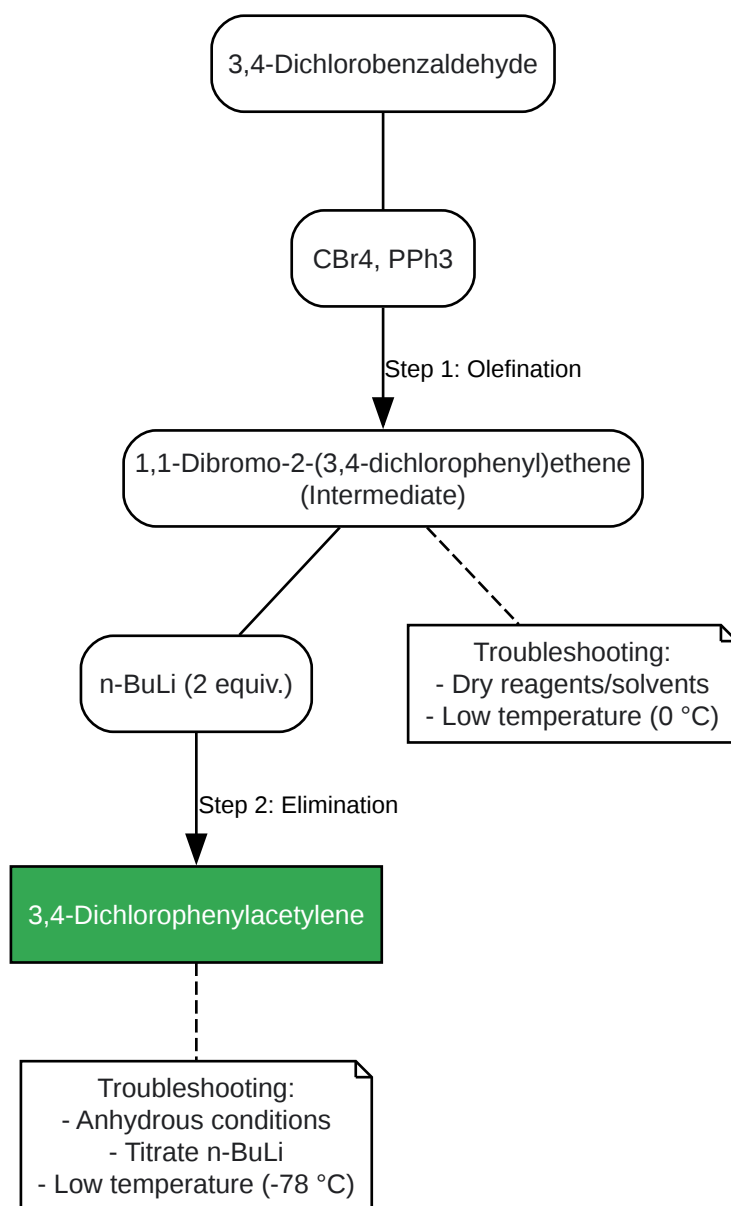 3,4-Dichlorobenzaldehyde
CBr4, PPh3
Step 1: Olefination
1,1-Dibromo-2-(3,4-dichlorophenyl)ethene
(Intermediate)
n-BuLi (2 equiv.)
Troubleshooting:
- Dry reagents/solvents
- Low temperature (0 °C)
Step 2: Elimination
3,4-Dichlorophenylacetylene
Troubleshooting:
- Anhydrous conditions
- Titrate n-BuLi
- Low temperature (-78 °C)